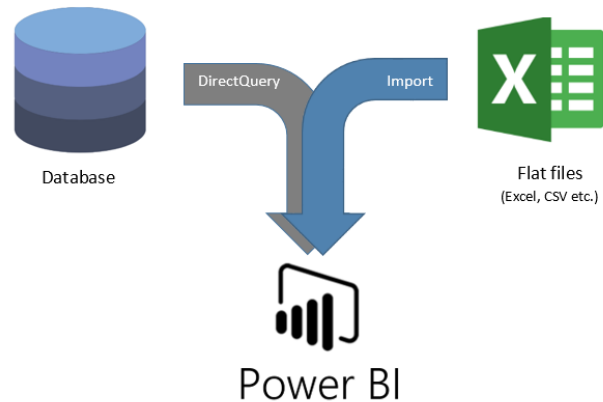 DirectQuery
Import
X
Database
Flat files
(Excel, CSV etc.)
Power BI